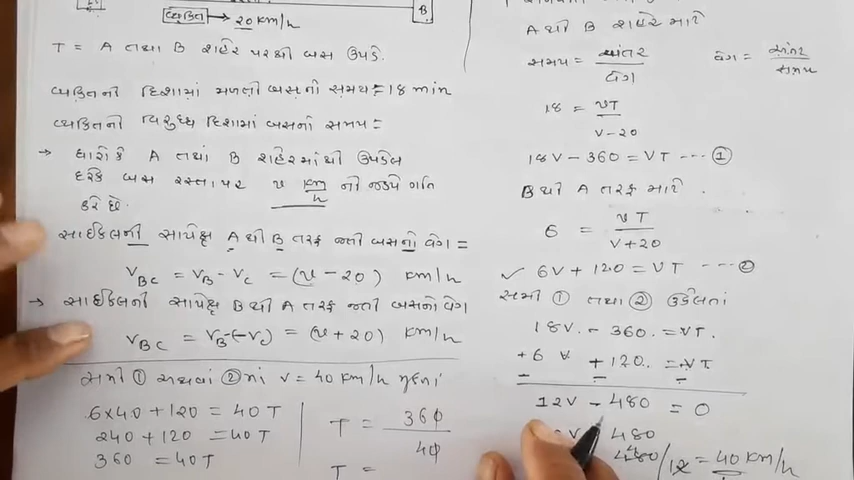 વ્યક્તિ → 20 km/h
B
T = A તથા B શહેર પરથી બસ ઉપડે.
વ્યક્તિની દિશામાં મળતી બસનો સમય = 18 min
વ્યક્તિની વિરુધ્ધ દિશામાં બસનો સમય =
→ ધારોકે A તથાં B શહેરમાંથી ઉપડેલ
દરેક બસ રસ્તાપર v km/h ની ઝડપે ગતિ
કરે છે.
સાઈકલની સાપેક્ષ A થી B તરફ જતી બસનો વેગ =
VBC = VB - VC = (v - 20) km/h
→ સાઈકલની સાપેક્ષ B થી A તરફ જતી બસનો વેગ
VBC = VB - (-VC) = (v + 20) km/h
સમી ① અથવાં ② માં v = 40 km/h મુકતાં
6×40 + 120 = 40T
240 + 120 = 40T
360 = 40T
T = 360/40
T =
A થી B શહેર માટે
સમય = અંતર/વેગ
વેગ = અંતર/સમય
18 = vT/v-20
18v - 360 = vT --- ①
B થી A તરફ માટે.
6 = vT/v+20
✓ 6v + 120 = vT --- ②
સમી ① તથા ② ઉકેલતાં
18v - 360. = vT.
+6v + 120. = vT
12v - 480 = 0
480
480/12 = 40 km/h